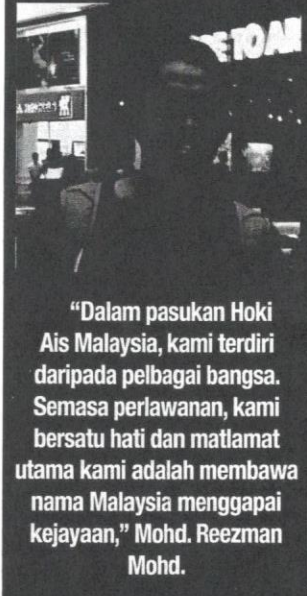 “Dalam pasukan Hoki
Ais Malaysia, kami terdiri
daripada pelbagai bangsa.
Semasa perlawanan, kami
bersatu hati dan matlamat
utama kami adalah membawa
nama Malaysia menggapai
kejayaan,” Mohd. Reezman
Mohd.